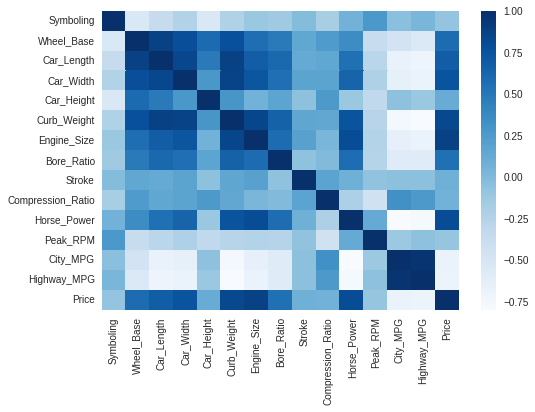 Symboling
Wheel_Base
Car_Length
Car_Width
Car_Height
Curb_Weight
Engine_Size
Bore_Ratio
Stroke
Compression_Ratio
Horse_Power
Peak_RPM
City_MPG
Highway_MPG
Price
Symboling
Wheel_Base
Car_Length
Car_Width
Car_Height
Curb_Weight
Engine_Size
Bore_Ratio
Stroke
Compression_Ratio
Horse_Power
Peak_RPM
City_MPG
Highway_MPG
Price
1.00
0.75
0.50
0.25
0.00
−0.25
−0.50
−0.75